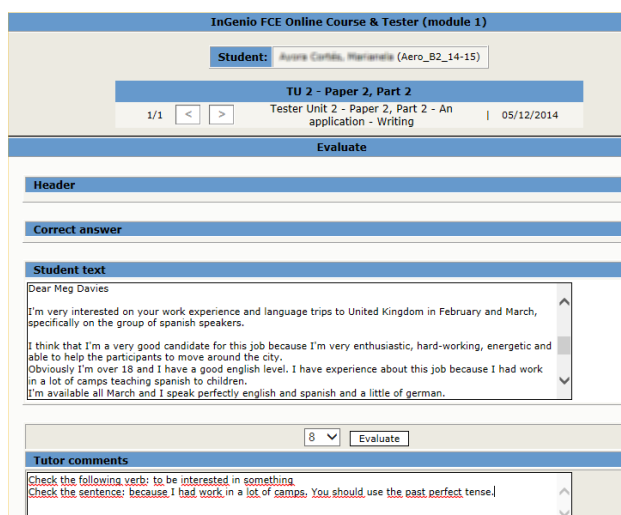 InGenio FCE Online Course & Tester (module 1)
Student: (Aero_B2_14-15)
TU 2 - Paper 2, Part 2
1/1 < > Tester Unit 2 - Paper 2, Part 2 - An | 05/12/2014
application - Writing
Evaluate
Header
Correct answer
Student text
Dear Meg Davies
I'm very interested on your work experience and language trips to United Kingdom in February and March,
specifically on the group of spanish speakers.
I think that I'm a very good candidate for this job because I'm very enthusiastic, hard-working, energetic and
able to help the participants to move around the city.
Obviously I'm over 18 and I have a good english level. I have experience about this job because I had work
in a lot of camps teaching spanish to children.
I'm available all March and I speak perfectly english and spanish and a little of german.
8 Evaluate
Tutor comments
Check the following verb: to be interested in something
Check the sentence: because I had work in a lot of camps. You should use the past perfect tense.